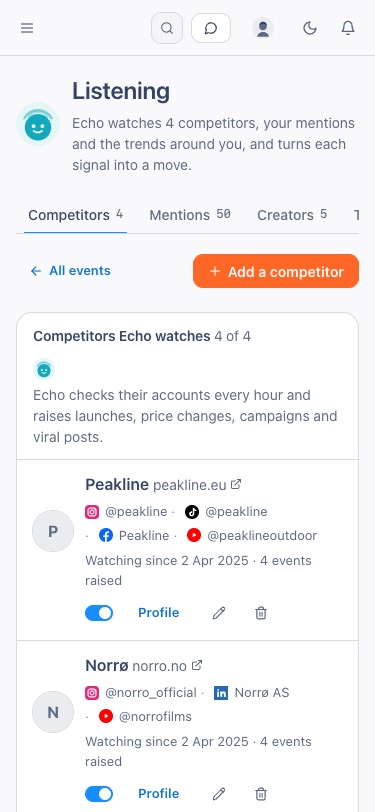 Listening
Echo watches 4 competitors, your mentions
and the trends around you, and turns each
signal into a move.
Competitors 4 Mentions 50 Creators 5 T
← All events
+ Add a competitor
Competitors Echo watches 4 of 4
Echo checks their accounts every hour and
raises launches, price changes, campaigns and
viral posts.
P
Peakline peakline.eu
@peakline · @peakline
· Peakline · @peaklineoutdoor
Watching since 2 Apr 2025 · 4 events
raised
Profile
N
Norrø norro.no
@norro_official · Norrø AS
· @norrofilms
Watching since 2 Apr 2025 · 4 events
raised
Profile